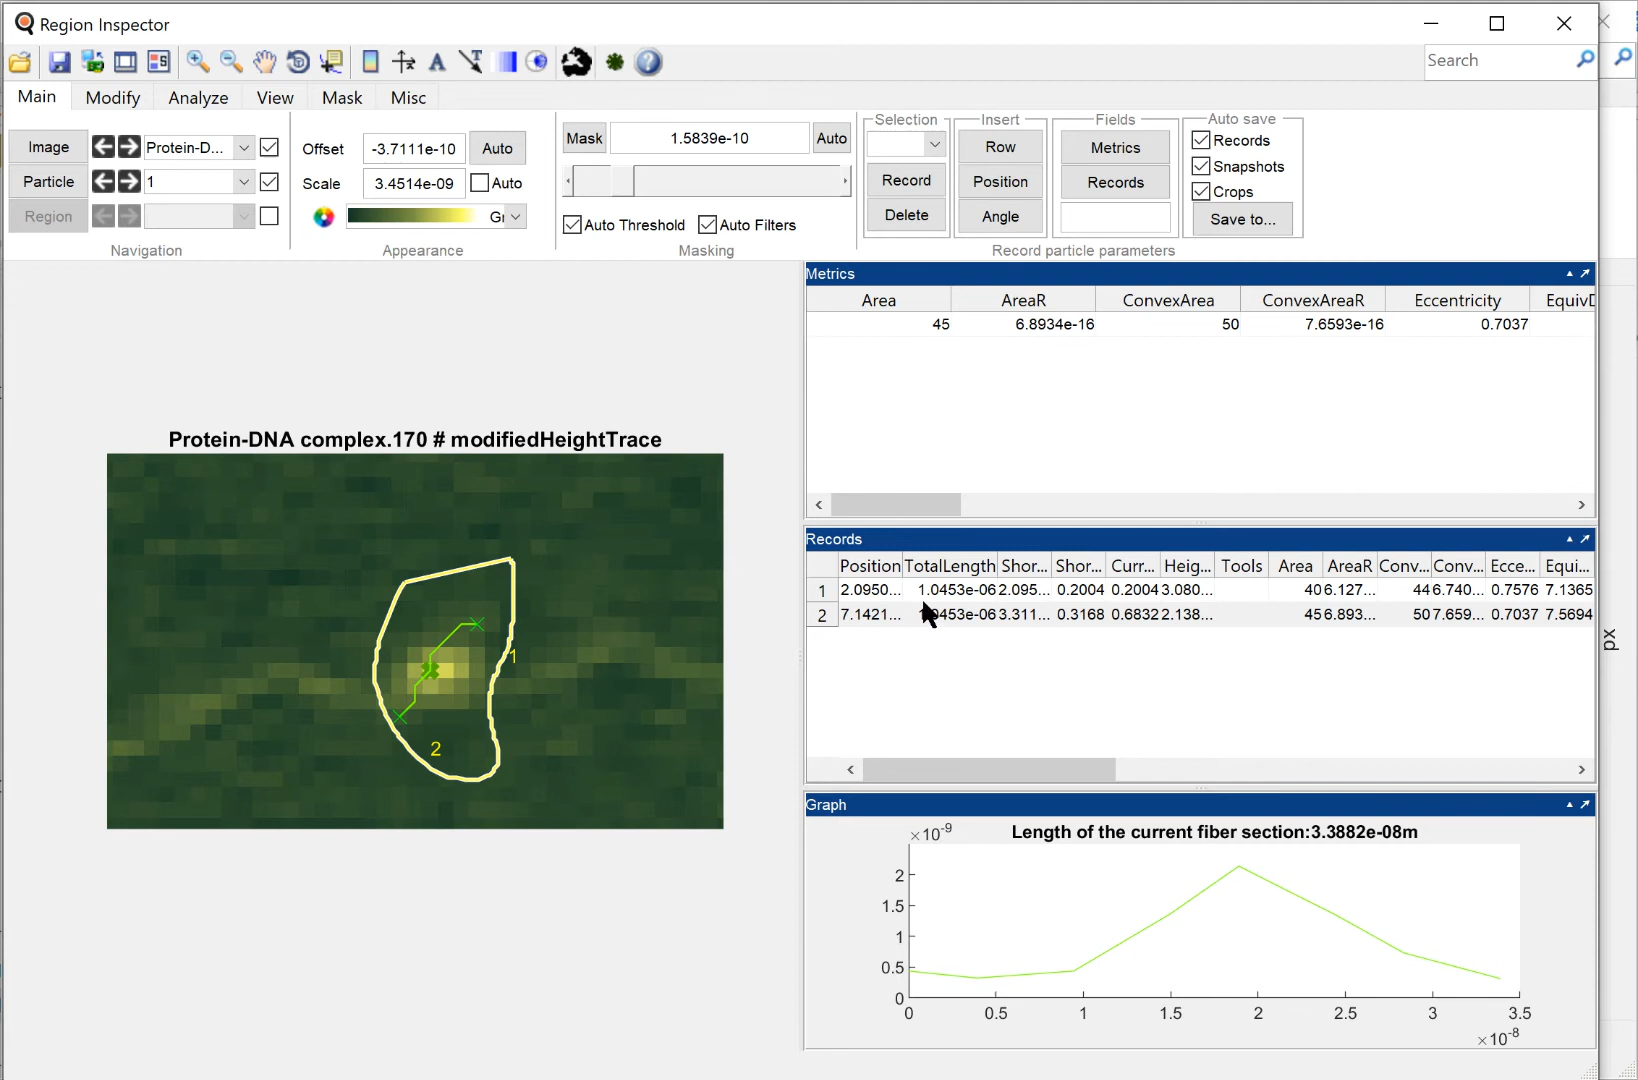 Region Inspector
Search
Main Modify Analyze View Mask Misc
Image Protein-D...
Particle 1
Region
Navigation
Offset -3.7111e-10 Auto
Scale 3.4514e-09 Auto
Appearance
Mask 1.5839e-10 Auto
Auto Threshold Auto Filters
Masking
Selection
Record
Delete
Insert
Row
Position
Angle
Fields
Metrics
Records
Record particle parameters
Auto save
Records
Snapshots
Crops
Save to...
Metrics
Area AreaR ConvexArea ConvexAreaR Eccentricity
45 6.8934e-16 50 7.6593e-16 0.7037
Protein-DNA complex.170 # modifiedHeightTrace
1
2
Records
Position TotalLength Shor... Shor... Curr... Heig... Tools Area AreaR Conv... Conv... Ecce... Equi...
1 2.0950... 1.0453e-06 2.095... 0.2004 0.2004 3.080... 40 6.127... 44 6.740... 0.7576 7.1365
2 7.1421... 0453e-06 3.311... 0.3168 0.6832 2.138... 45 6.893... 50 7.659... 0.7037 7.5694
px
Graph
×10-9
Length of the current fiber section:3.3882e-08m
2
1.5
1
0.5
0
0 0.5 1 1.5 2 2.5 3 3.5
×10-8